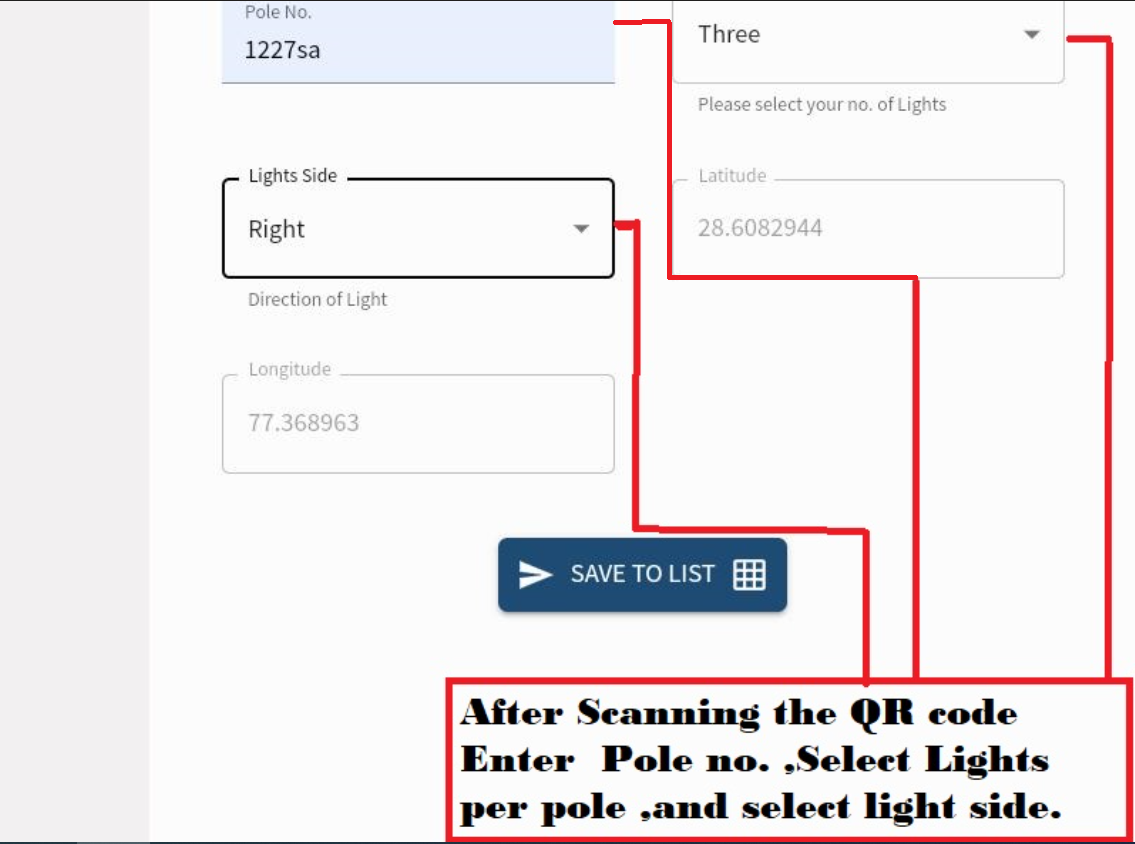 Pole No.
1227sa
Three
Please select your no. of Lights
Lights Side
Right
Direction of Light
Latitude
28.6082944
Longitude
77.368963
SAVE TO LIST
After Scanning the QR code
Enter Pole no. ,Select Lights
per pole ,and select light side.